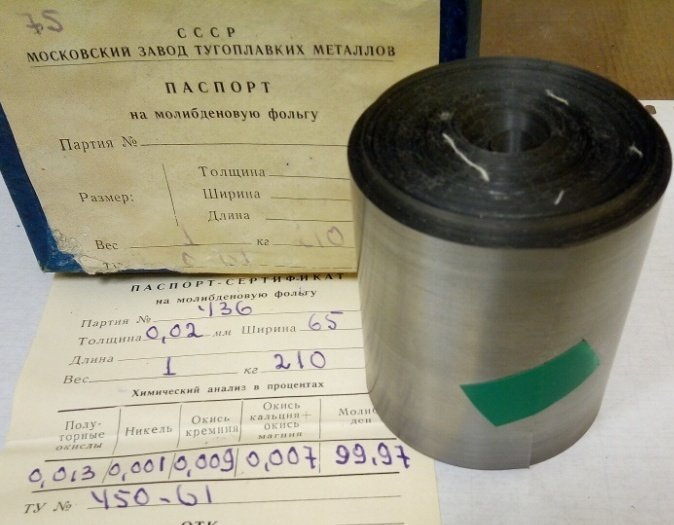 75
СССР
МОСКОВСКИЙ ЗАВОД ТУГОПЛАВКИХ МЕТАЛЛОВ
ПАСПОРТ
на молибденовую фольгу
Партия №
Размер:
Толщина
Ширина
Длина
Вес 1 кг 210
ПАСПОРТ-СЕРТИФИКАТ
на молибденовую фольгу
Партия № 436
Толщина 0,02 мм Ширина 65
Длина
Вес 1 кг 210
Химический анализ в процентах
Полуторные окислы
Никель
Окись кремния
Окись кальция + окись магния
Молибден
0,013 0,001 0,009 0,007 99,97
ТУ № 450-61
ОТК